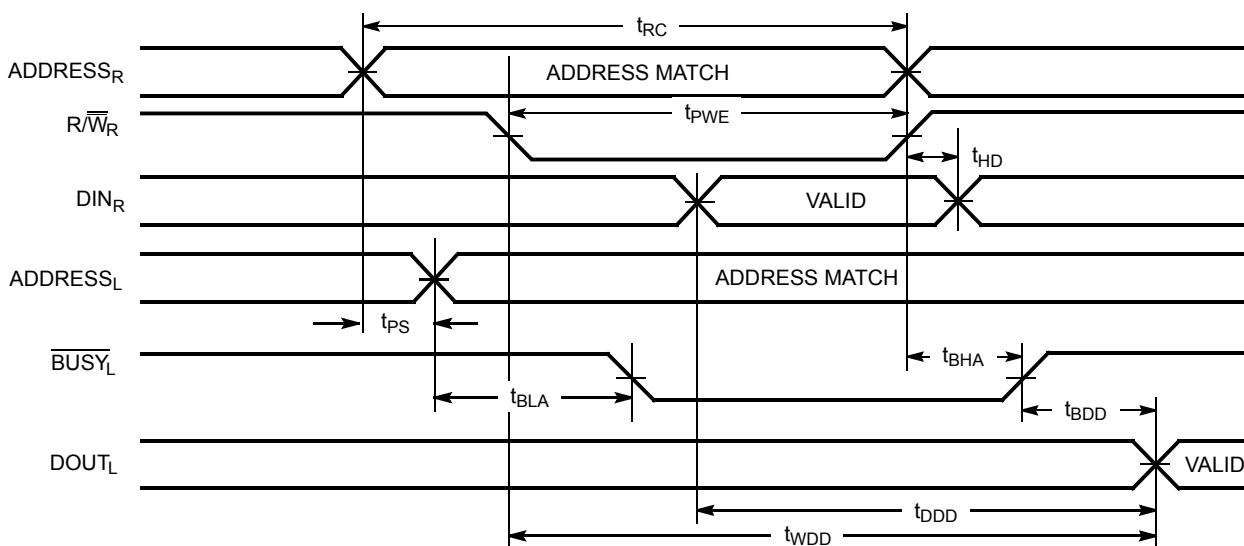 tRC
ADDRESSR
ADDRESS MATCH
R/W̅R
tPWE
tHD
DINR
VALID
ADDRESSL
ADDRESS MATCH
tPS
B̅U̅S̅Y̅L̅
tBHA
tBLA
tBDD
DOUTL
VALID
tDDD
tWDD